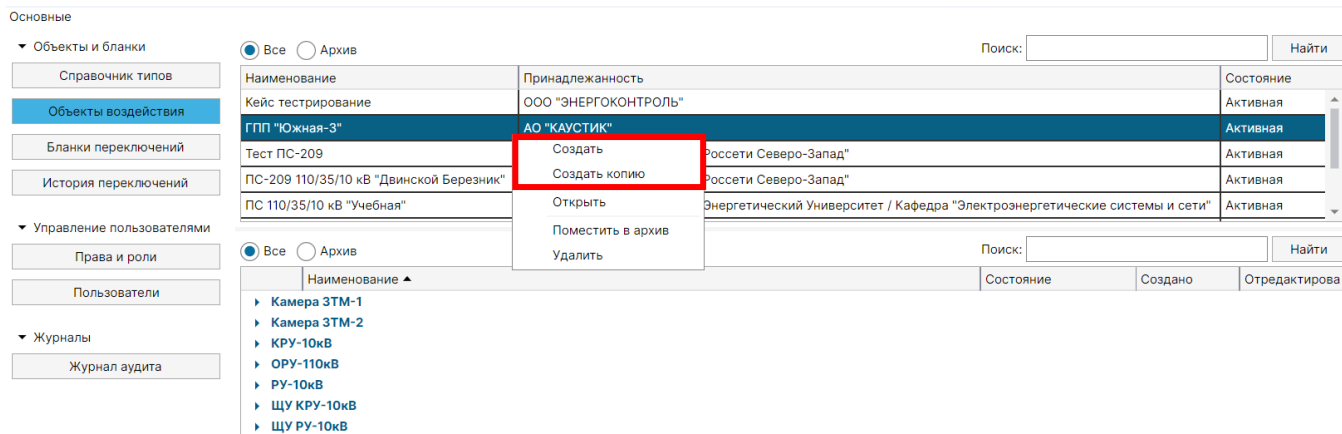 Основные
Объекты и бланки
Справочник типов
Объекты воздействия
Бланки переключений
История переключений
Управление пользователями
Права и роли
Пользователи
Журналы
Журнал аудита
Все Архив Поиск: Найти
Наименование Принадлежанность Состояние
Кейс тестрирование ООО "ЭНЕРГОКОНТРОЛЬ" Активная
ГПП "Южная-3" АО "КАУСТИК" Активная
Тест ПС-209 Россети Северо-Запад" Активная
ПС-209 110/35/10 кВ "Двинской Березник" Россети Северо-Запад" Активная
ПС 110/35/10 кВ "Учебная" Энергетический Университет / Кафедра "Электроэнергетические системы и сети" Активная
Создать
Создать копию
Открыть
Поместить в архив
Удалить
Все Архив Поиск: Найти
Наименование Состояние Создано Отредактирова
Камера 3ТМ-1
Камера 3ТМ-2
КРУ-10кВ
ОРУ-110кВ
РУ-10кВ
ЩУ КРУ-10кВ
ЩУ РУ-10кВ